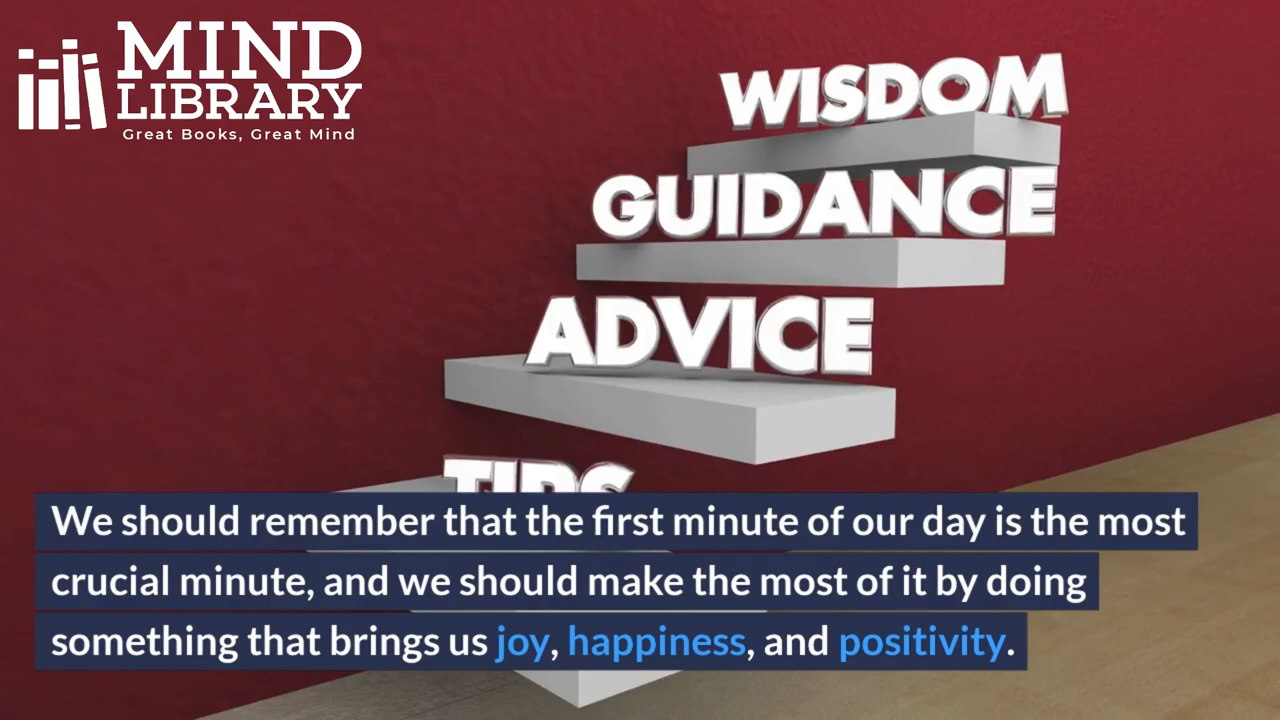 MIND
LIBRARY
Great Books, Great Mind
WISDOM
GUIDANCE
ADVICE
TIPS
We should remember that the first minute of our day is the most
crucial minute, and we should make the most of it by doing
something that brings us joy, happiness, and positivity.